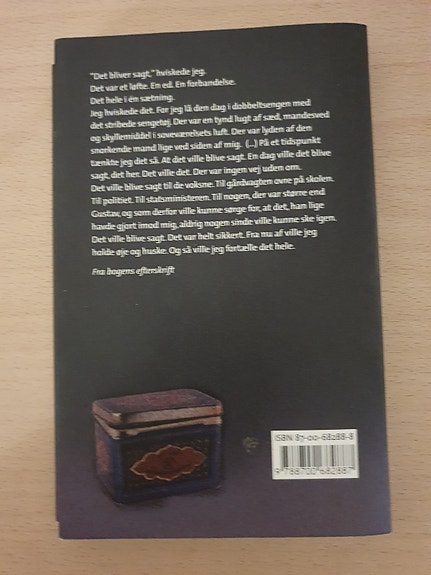 "Det bliver sagt," hviskede jeg.
Det var et løfte. En ed. En forbandelse.
Det hele i én sætning.
Jeg hviskede det. For jeg lå den dag i dobbeltsengen med
det stribede sengetøj. Der var en tynd lugt af sæd, mandesved
og skyllemiddel i soveværelsets luft. Der var lyden af den
snorkende mand lige ved siden af mig. (...) På et tidspunkt
tænkte jeg det så. At det ville blive sagt. En dag ville det blive
sagt, det her. Det ville det. Der var ingen vej uden om.
Det ville blive sagt til de voksne. Til gårdvagten ovne på skolen.
Til politiet. Til statsministeren. Til nogen, der var større end
Gustav, og som derfor ville kunne sørge for, at det, han lige
havde gjort imod mig, aldrig nogen sinde ville kunne ske igen.
Det ville blive sagt. Det var helt sikkert. Fra nu af ville jeg
holde øje og huske. Og så ville jeg fortælle det hele.
Fra bogens efterskrift
ISBN 87-00-68288-8
9 788700 682887